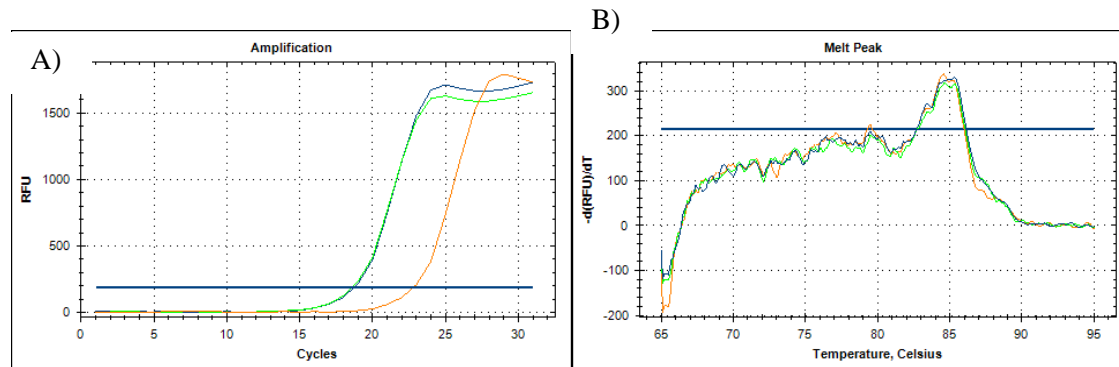 A)
Amplification
RFU
1500
1000
500
0
0 5 10 15 20 25 30
Cycles
B)
Melt Peak
-d(RFU)/dT
300
200
100
0
-100
-200
65 70 75 80 85 90 95
Temperature, Celsius